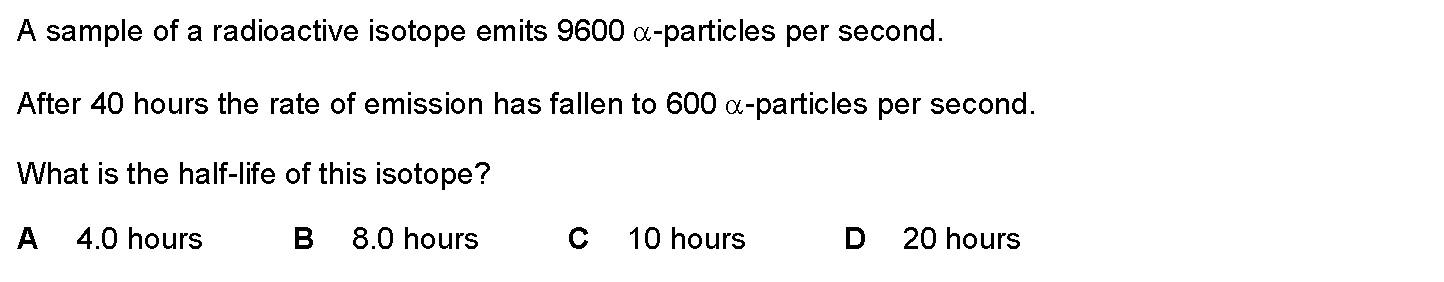 A sample of a radioactive isotope emits 9600 α-particles per second.
After 40 hours the rate of emission has fallen to 600 α-particles per second.
What is the half-life of this isotope?
A 4.0 hours B 8.0 hours C 10 hours D 20 hours